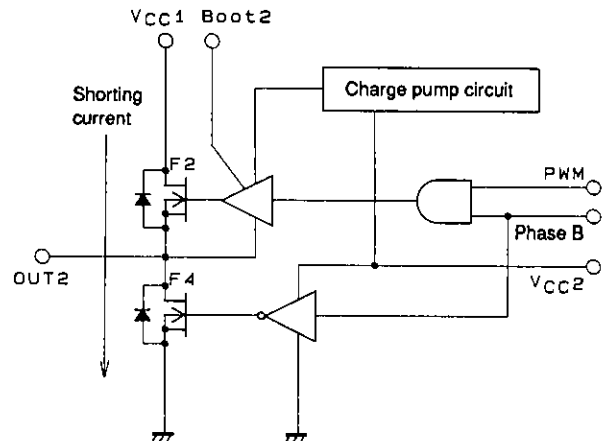 VCC1 Boot2
Shorting
current
Charge pump circuit
F2
PWM
Phase B
OUT2
F4
VCC2